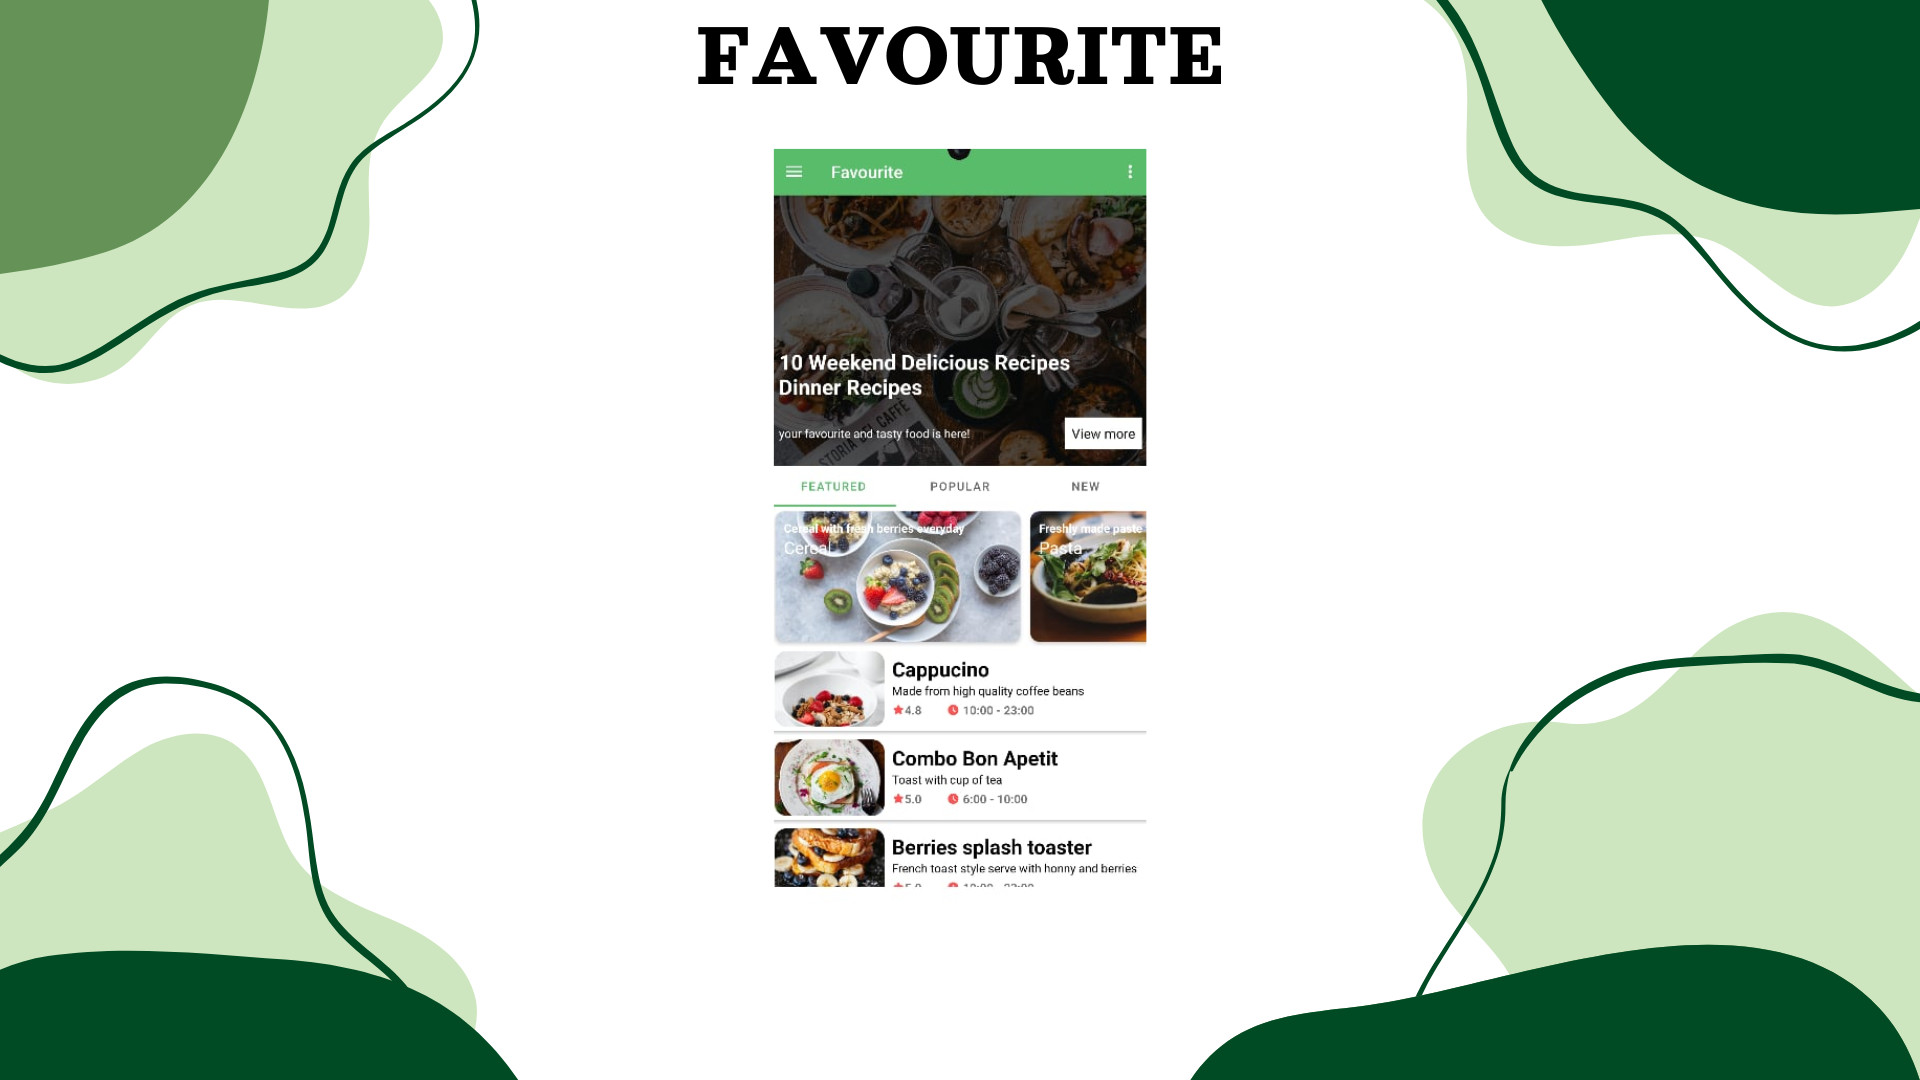 FAVOURITE
Favourite
10 Weekend Delicious Recipes
Dinner Recipes
STORIA DEL CAFFÈ
your favourite and tasty food is here!
View more
FEATURED POPULAR NEW
Cereal with fresh berries everyday
Cereal
Freshly made paste
Pasta
Cappucino
Made from high quality coffee beans
4.8 10:00 - 23:00
Combo Bon Apetit
Toast with cup of tea
5.0 6:00 - 10:00
Berries splash toaster
French toast style serve with honny and berries